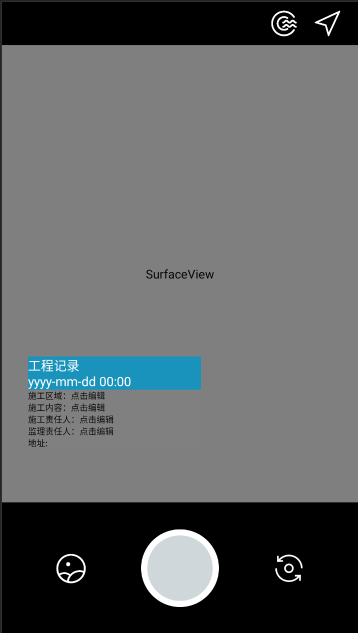 SurfaceView
工程记录
yyyy-mm-dd 00:00
施工区域：点击编辑
施工内容：点击编辑
施工责任人：点击编辑
监理责任人：点击编辑
地址: